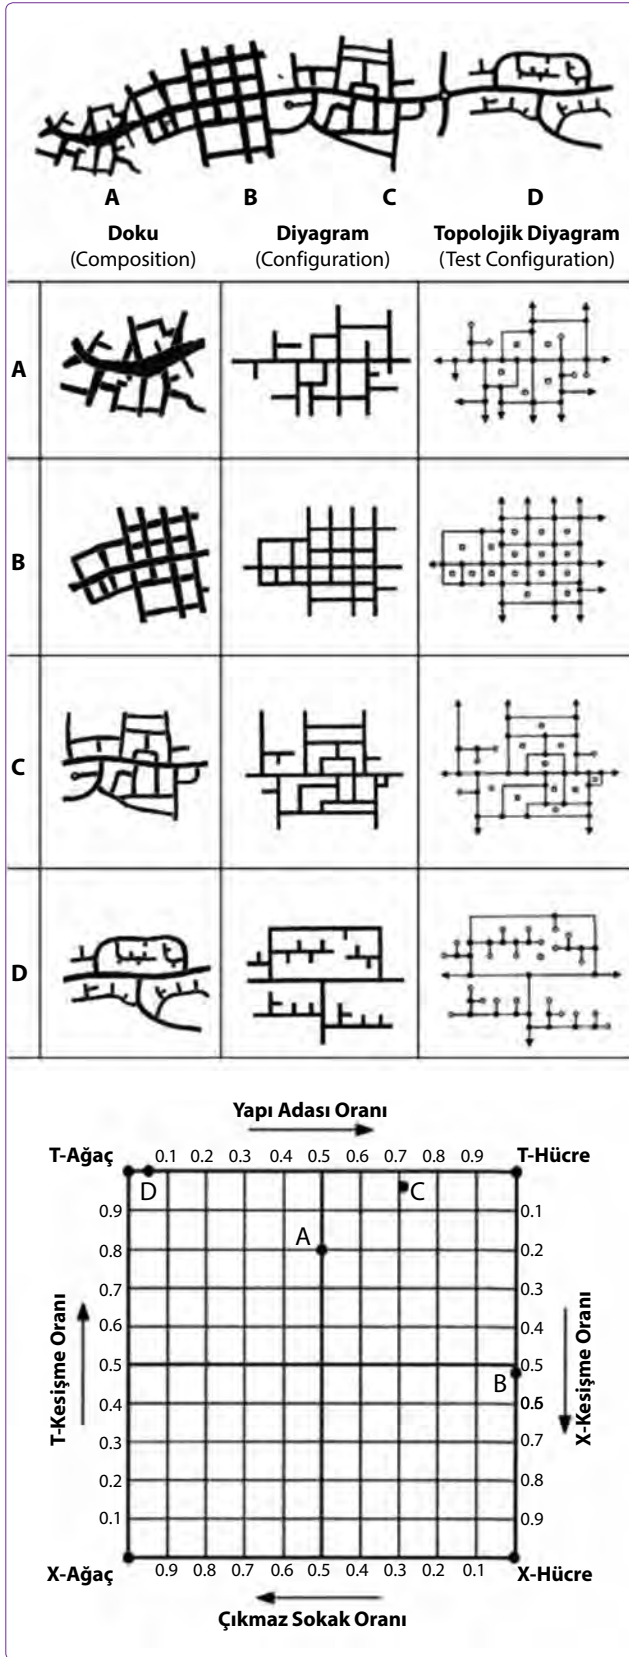 A B C D
Doku Diyagram Topolojik Diyagram
(Composition) (Configuration) (Test Configuration)
A
B
C
D
Yapı Adası Oranı
T-Ağaç 0.1 0.2 0.3 0.4 0.5 0.6 0.7 0.8 0.9 T-Hücre
D C
0.9 0.1
A
0.8 0.2
0.7 0.3
0.6 0.4
T-Kesişme Oranı
X-Kesişme Oranı
0.5 0.5
B
0.4 0.6
0.3 0.7
0.2 0.8
0.1 0.9
X-Ağaç 0.9 0.8 0.7 0.6 0.5 0.4 0.3 0.2 0.1 X-Hücre
Çıkmaz Sokak Oranı